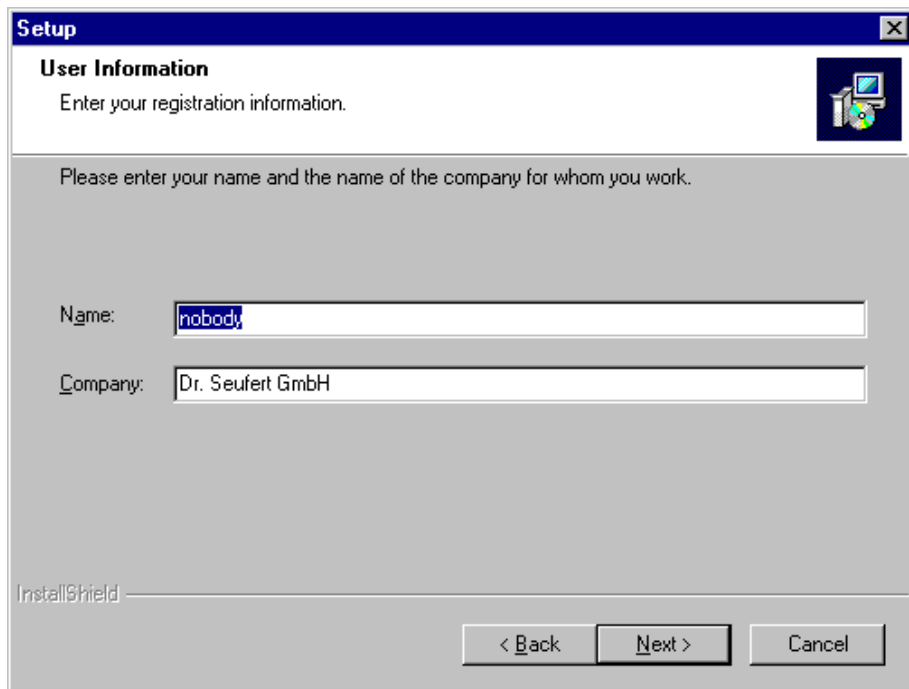 Setup
User Information
Enter your registration information.
Please enter your name and the name of the company for whom you work.
Name: nobody
Company: Dr. Seufert GmbH
InstallShield
< Back Next > Cancel